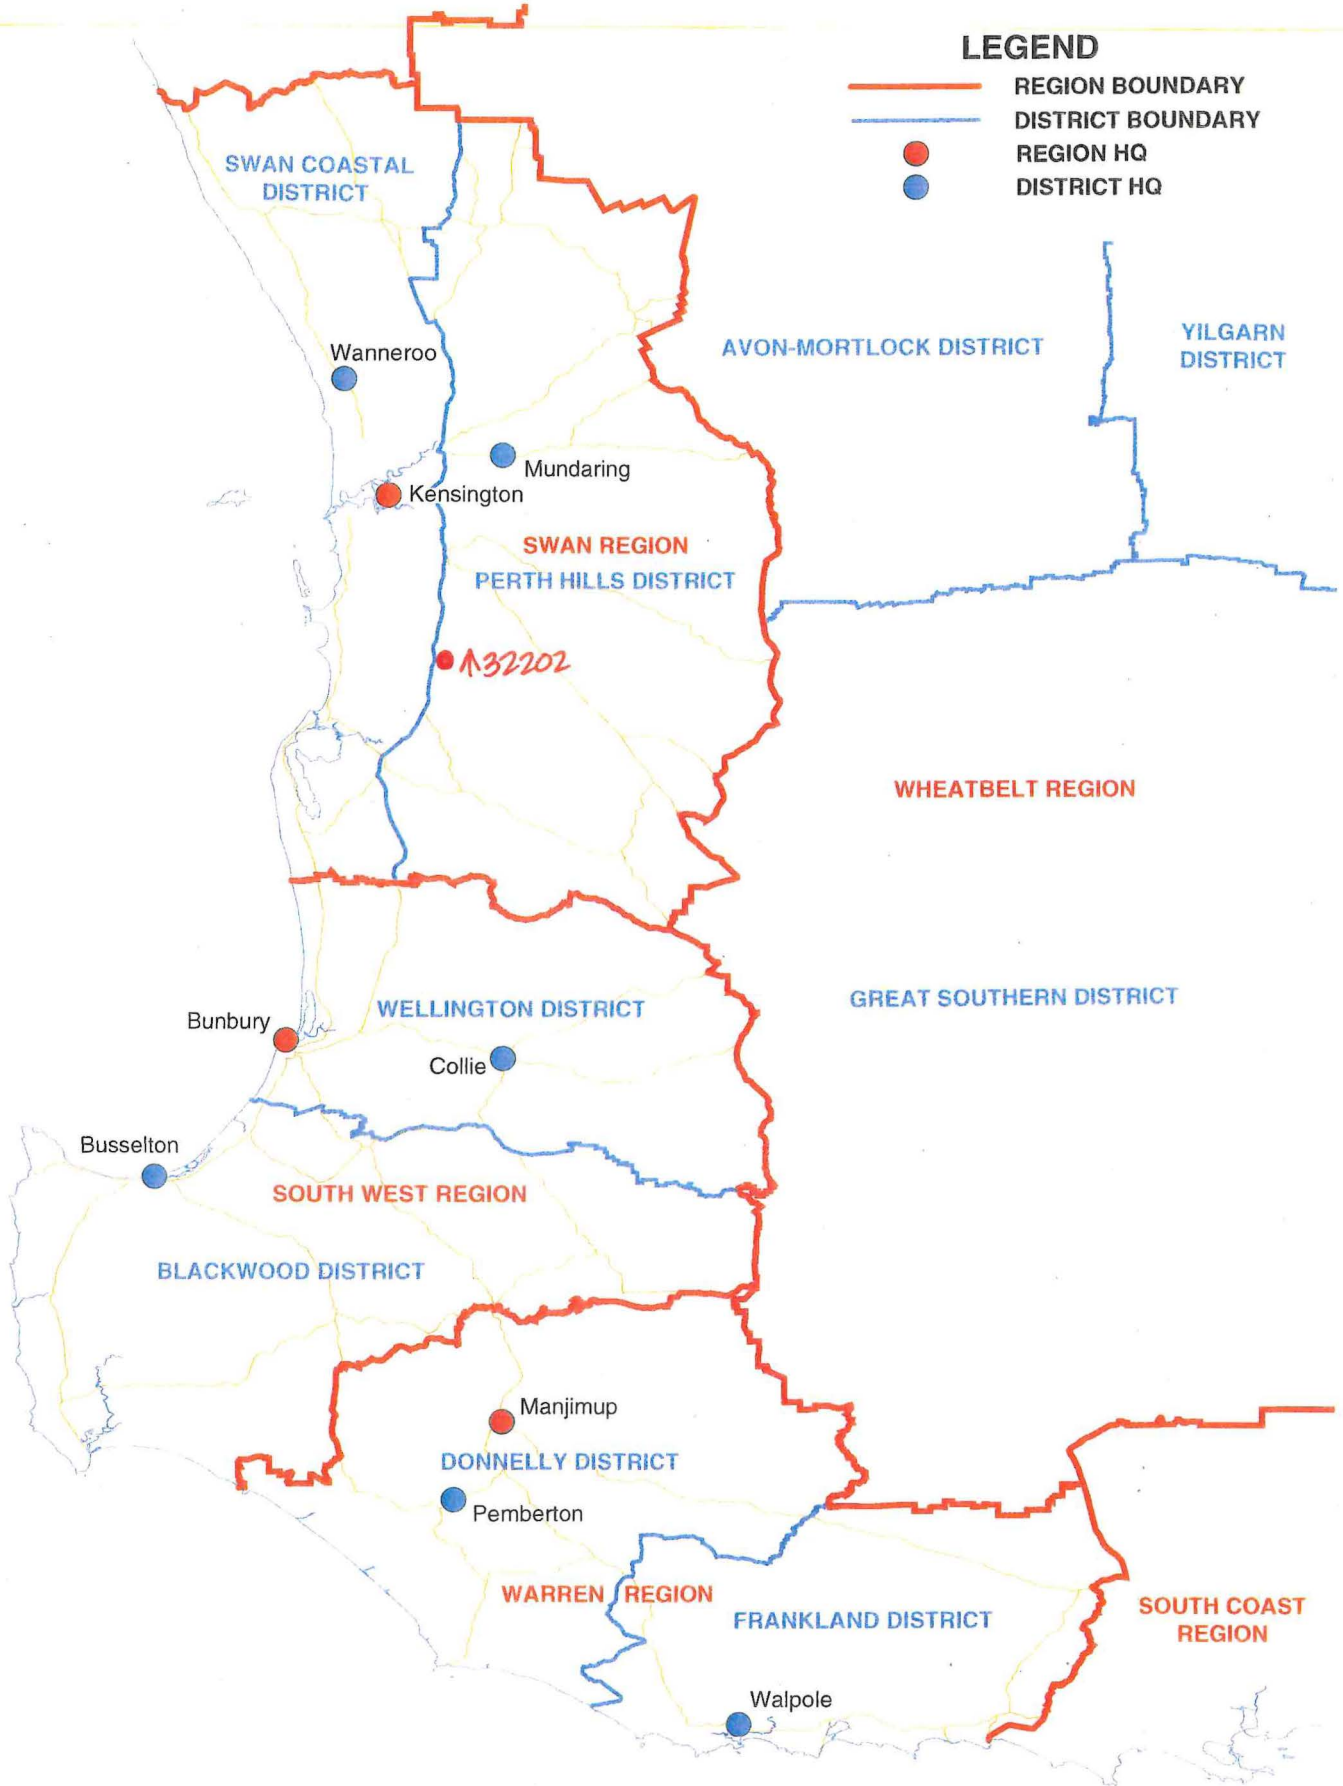 LEGEND
REGION BOUNDARY
DISTRICT BOUNDARY
REGION HQ
DISTRICT HQ
SWAN COASTAL
DISTRICT
AVON-MORTLOCK DISTRICT
YILGARN
DISTRICT
Wanneroo
Mundaring
Kensington
SWAN REGION
PERTH HILLS DISTRICT
↑32202
WHEATBELT REGION
GREAT SOUTHERN DISTRICT
WELLINGTON DISTRICT
Bunbury
Collie
Busselton
SOUTH WEST REGION
BLACKWOOD DISTRICT
Manjimup
DONNELLY DISTRICT
Pemberton
WARREN REGION
FRANKLAND DISTRICT
SOUTH COAST
REGION
Walpole